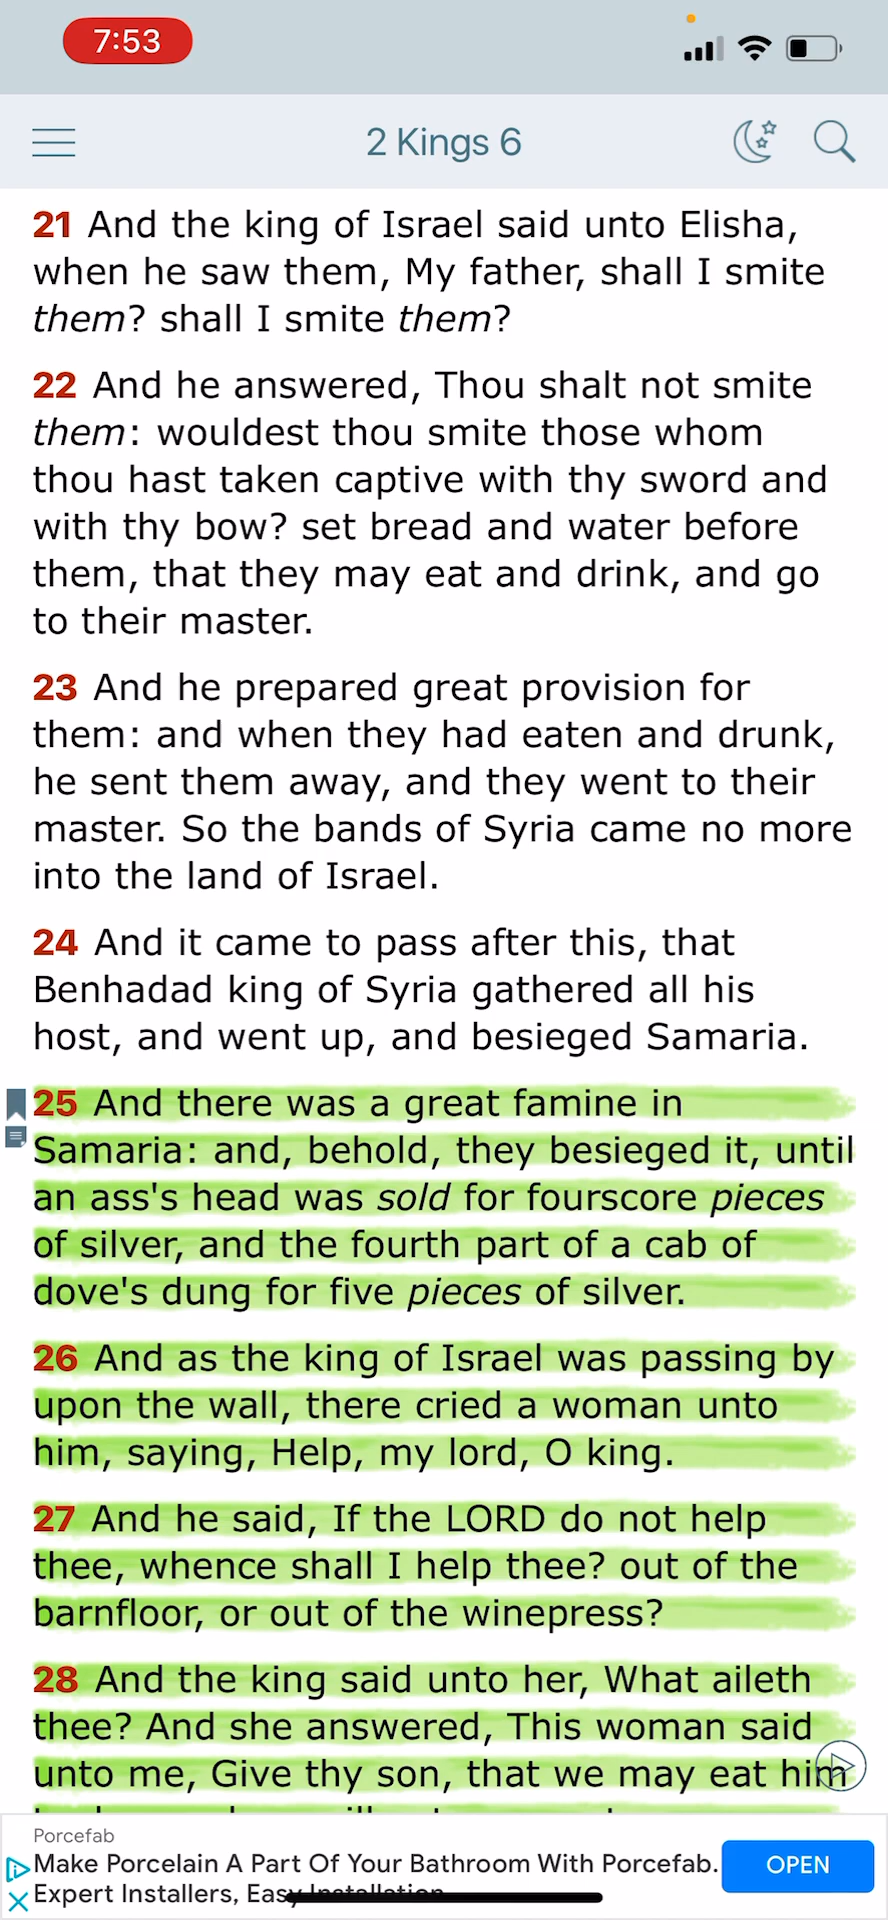 7:53
2 Kings 6
21 And the king of Israel said unto Elisha,
when he saw them, My father, shall I smite
them? shall I smite them?
22 And he answered, Thou shalt not smite
them: wouldest thou smite those whom
thou hast taken captive with thy sword and
with thy bow? set bread and water before
them, that they may eat and drink, and go
to their master.
23 And he prepared great provision for
them: and when they had eaten and drunk,
he sent them away, and they went to their
master. So the bands of Syria came no more
into the land of Israel.
24 And it came to pass after this, that
Benhadad king of Syria gathered all his
host, and went up, and besieged Samaria.
25 And there was a great famine in
Samaria: and, behold, they besieged it, until
an ass's head was sold for fourscore pieces
of silver, and the fourth part of a cab of
dove's dung for five pieces of silver.
26 And as the king of Israel was passing by
upon the wall, there cried a woman unto
him, saying, Help, my lord, O king.
27 And he said, If the LORD do not help
thee, whence shall I help thee? out of the
barnfloor, or out of the winepress?
28 And the king said unto her, What aileth
thee? And she answered, This woman said
unto me, Give thy son, that we may eat him
Porcefab
Make Porcelain A Part Of Your Bathroom With Porcefab.
Expert Installers, Easy Installation
OPEN